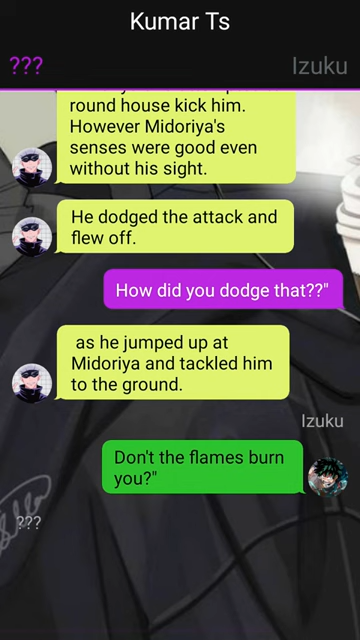 Kumar Ts
???
Izuku
round house kick him.
However Midoriya's
senses were good even
without his sight.
He dodged the attack and
flew off.
How did you dodge that??"
as he jumped up at
Midoriya and tackled him
to the ground.
Izuku
Don't the flames burn
you?"
???